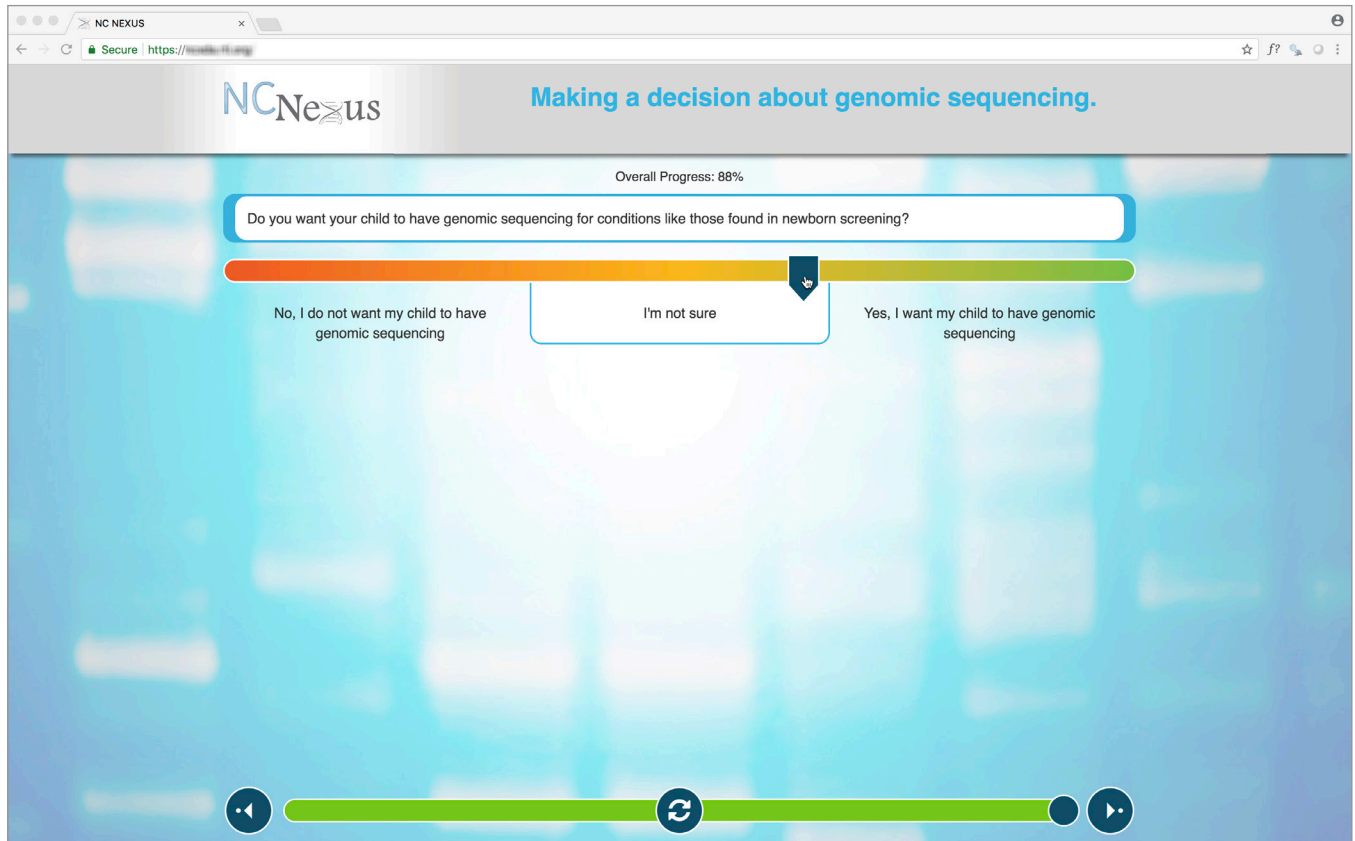 NC NEXUS
Secure https://
f?
NCNexus
Making a decision about genomic sequencing.
Overall Progress: 88%
Do you want your child to have genomic sequencing for conditions like those found in newborn screening?
No, I do not want my child to have
genomic sequencing
I'm not sure
Yes, I want my child to have genomic
sequencing